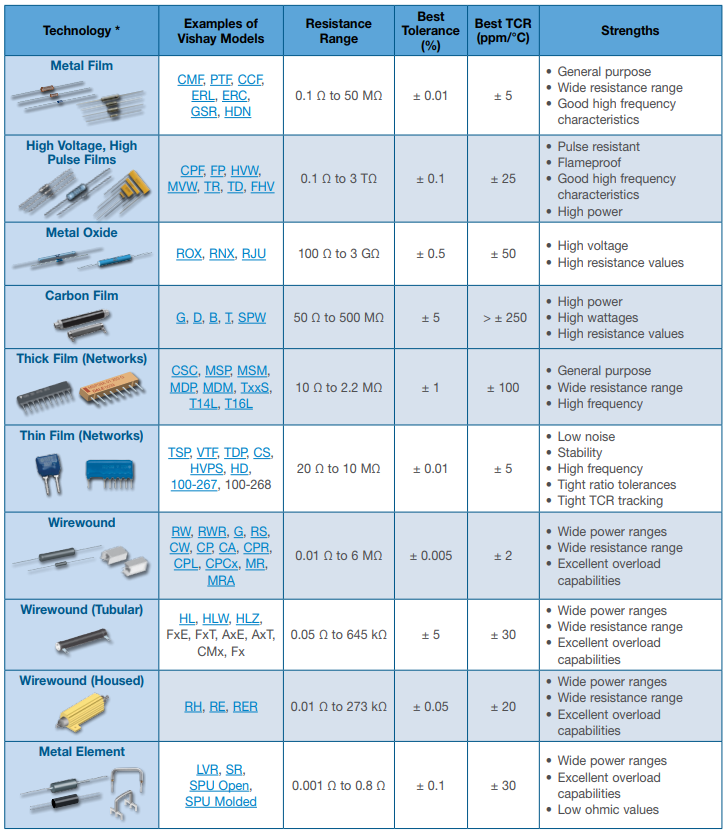 Technology *
Examples of
Vishay Models
Resistance
Range
Best
Tolerance
(%)
Best TCR
(ppm/°C)
Strengths
Metal Film
CMF, PTF, CCF,
ERL, ERC,
GSR, HDN
0.1 Ω to 50 MΩ
± 0.01
± 5
• General purpose
• Wide resistance range
• Good high frequency
characteristics
High Voltage, High
Pulse Films
CPF, FP, HVW,
MVW, TR, TD, FHV
0.1 Ω to 3 TΩ
± 0.1
± 25
• Pulse resistant
• Flameproof
• Good high frequency
characteristics
• High power
Metal Oxide
ROX, RNX, RJU
100 Ω to 3 GΩ
± 0.5
± 50
• High voltage
• High resistance values
Carbon Film
G, D, B, T, SPW
50 Ω to 500 MΩ
± 5
> ± 250
• High power
• High wattages
• High resistance values
Thick Film (Networks)
CSC, MSP, MSM,
MDP, MDM, TxxS,
T14L, T16L
10 Ω to 2.2 MΩ
± 1
± 100
• General purpose
• Wide resistance range
• High frequency
Thin Film (Networks)
TSP, VTF, TDP, CS,
HVPS, HD,
100-267, 100-268
20 Ω to 10 MΩ
± 0.01
± 5
• Low noise
• Stability
• High frequency
• Tight ratio tolerances
• Tight TCR tracking
Wirewound
RW, RWR, G, RS,
CW, CP, CA, CPR,
CPL, CPCx, MR,
MRA
0.01 Ω to 6 MΩ
± 0.005
± 2
• Wide power ranges
• Wide resistance range
• Excellent overload
capabilities
Wirewound (Tubular)
HL, HLW, HLZ,
FxE, FxT, AxE, AxT,
CMx, Fx
0.05 Ω to 645 kΩ
± 5
± 30
• Wide power ranges
• Wide resistance range
• Excellent overload
capabilities
Wirewound (Housed)
RH, RE, RER
0.01 Ω to 273 kΩ
± 0.05
± 20
• Wide power ranges
• Wide resistance range
• Excellent overload
capabilities
Metal Element
LVR, SR,
SPU Open,
SPU Molded
0.001 Ω to 0.8 Ω
± 0.1
± 30
• Wide power ranges
• Excellent overload
capabilities
• Low ohmic values